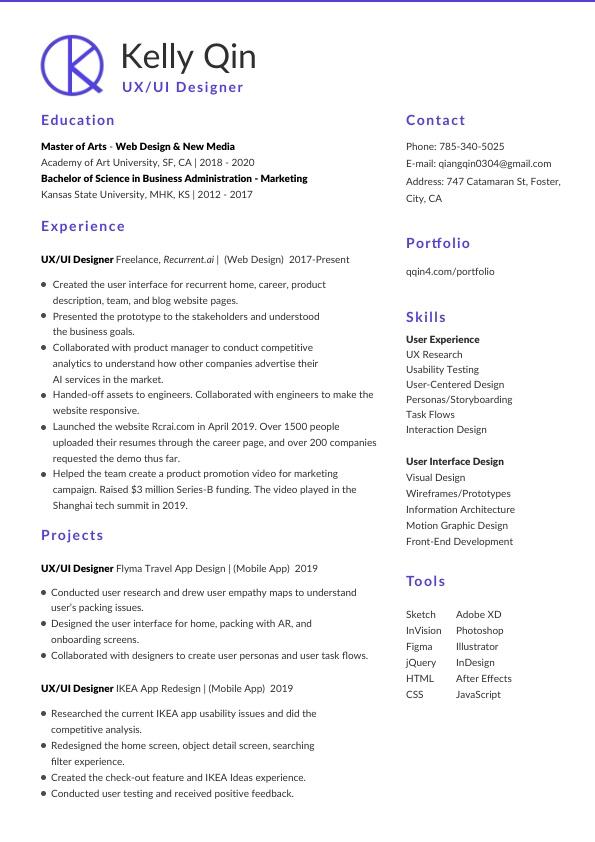 Kelly Qin
UX/UI Designer
Education
Master of Arts - Web Design & New Media
Academy of Art University, SF, CA | 2018 - 2020
Bachelor of Science in Business Administration - Marketing
Kansas State University, MHK, KS | 2012 - 2017
Experience
UX/UI Designer Freelance, Recurrent.ai | (Web Design) 2017-Present
Created the user interface for recurrent home, career, product
description, team, and blog website pages.
Presented the prototype to the stakeholders and understood
the business goals.
Collaborated with product manager to conduct competitive
analytics to understand how other companies advertise their
AI services in the market.
Handed-off assets to engineers. Collaborated with engineers to make the
website responsive.
Launched the website Rcrai.com in April 2019. Over 1500 people
uploaded their resumes through the career page, and over 200 companies
requested the demo thus far.
Helped the team create a product promotion video for marketing
campaign. Raised $3 million Series-B funding. The video played in the
Shanghai tech summit in 2019.
Projects
UX/UI Designer Flyma Travel App Design | (Mobile App) 2019
Conducted user research and drew user empathy maps to understand
user's packing issues.
Designed the user interface for home, packing with AR, and
onboarding screens.
Collaborated with designers to create user personas and user task flows.
UX/UI Designer IKEA App Redesign | (Mobile App) 2019
Researched the current IKEA app usability issues and did the
competitive analysis.
Redesigned the home screen, object detail screen, searching
filter experience.
Created the check-out feature and IKEA Ideas experience.
Conducted user testing and received positive feedback.
Contact
Phone: 785-340-5025
E-mail: qiangqin0304@gmail.com
Address: 747 Catamaran St, Foster,
City, CA
Portfolio
qqin4.com/portfolio
Skills
User Experience
UX Research
Usability Testing
User-Centered Design
Personas/Storyboarding
Task Flows
Interaction Design
User Interface Design
Visual Design
Wireframes/Prototypes
Information Architecture
Motion Graphic Design
Front-End Development
Tools
Sketch Adobe XD
InVision Photoshop
Figma Illustrator
jQuery InDesign
HTML After Effects
CSS JavaScript